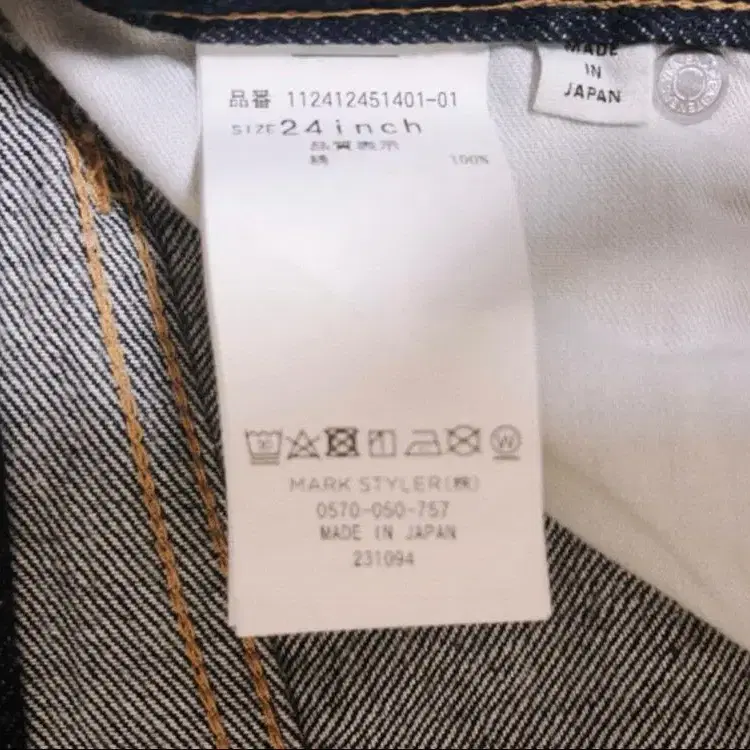 品番 112412451401-01
SIZE 24inch
品質表示
綿 100%
30
W
MARK STYLER(株)
0570-050-757
MADE IN JAPAN
231094
MADE
IN
JAPAN